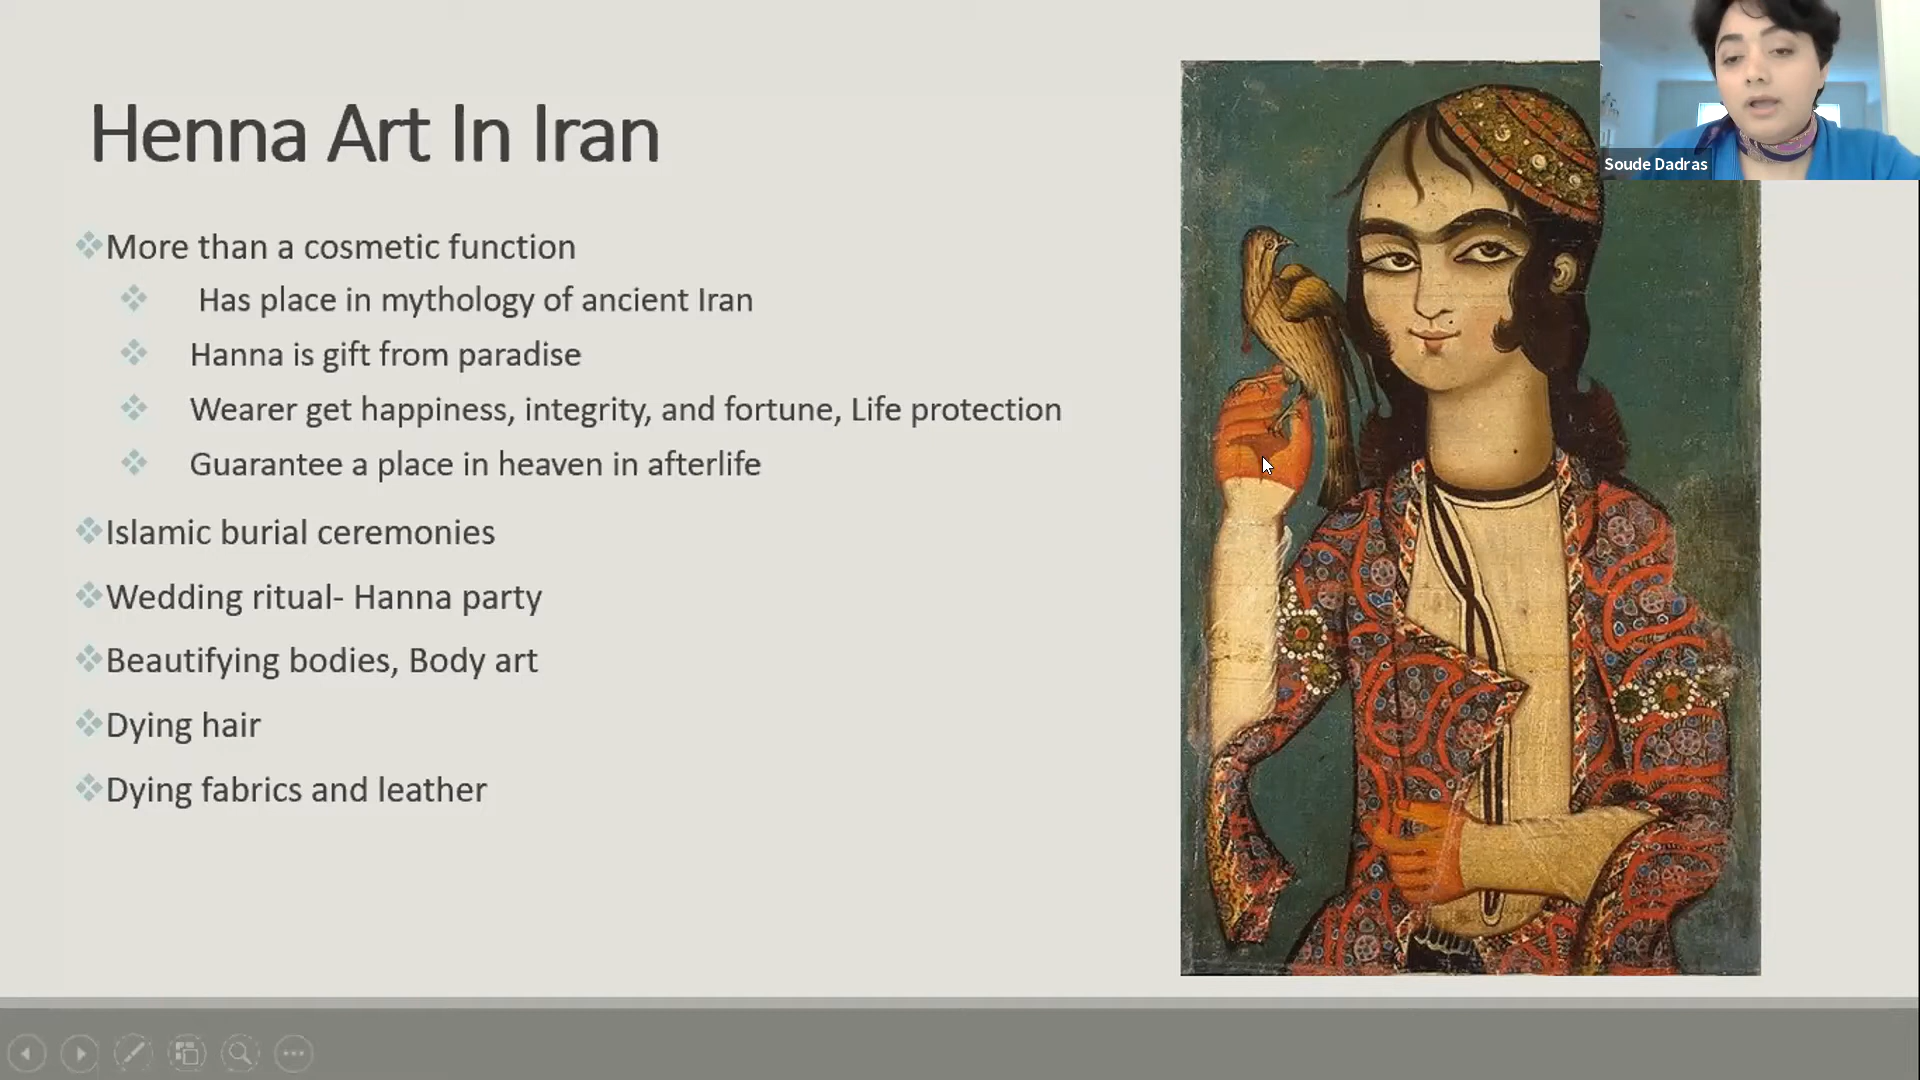 Henna Art In Iran
More than a cosmetic function
Has place in mythology of ancient Iran
Hanna is gift from paradise
Wearer get happiness, integrity, and fortune, Life protection
Guarantee a place in heaven in afterlife
Islamic burial ceremonies
Wedding ritual- Hanna party
Beautifying bodies, Body art
Dying hair
Dying fabrics and leather
Soude Dadras